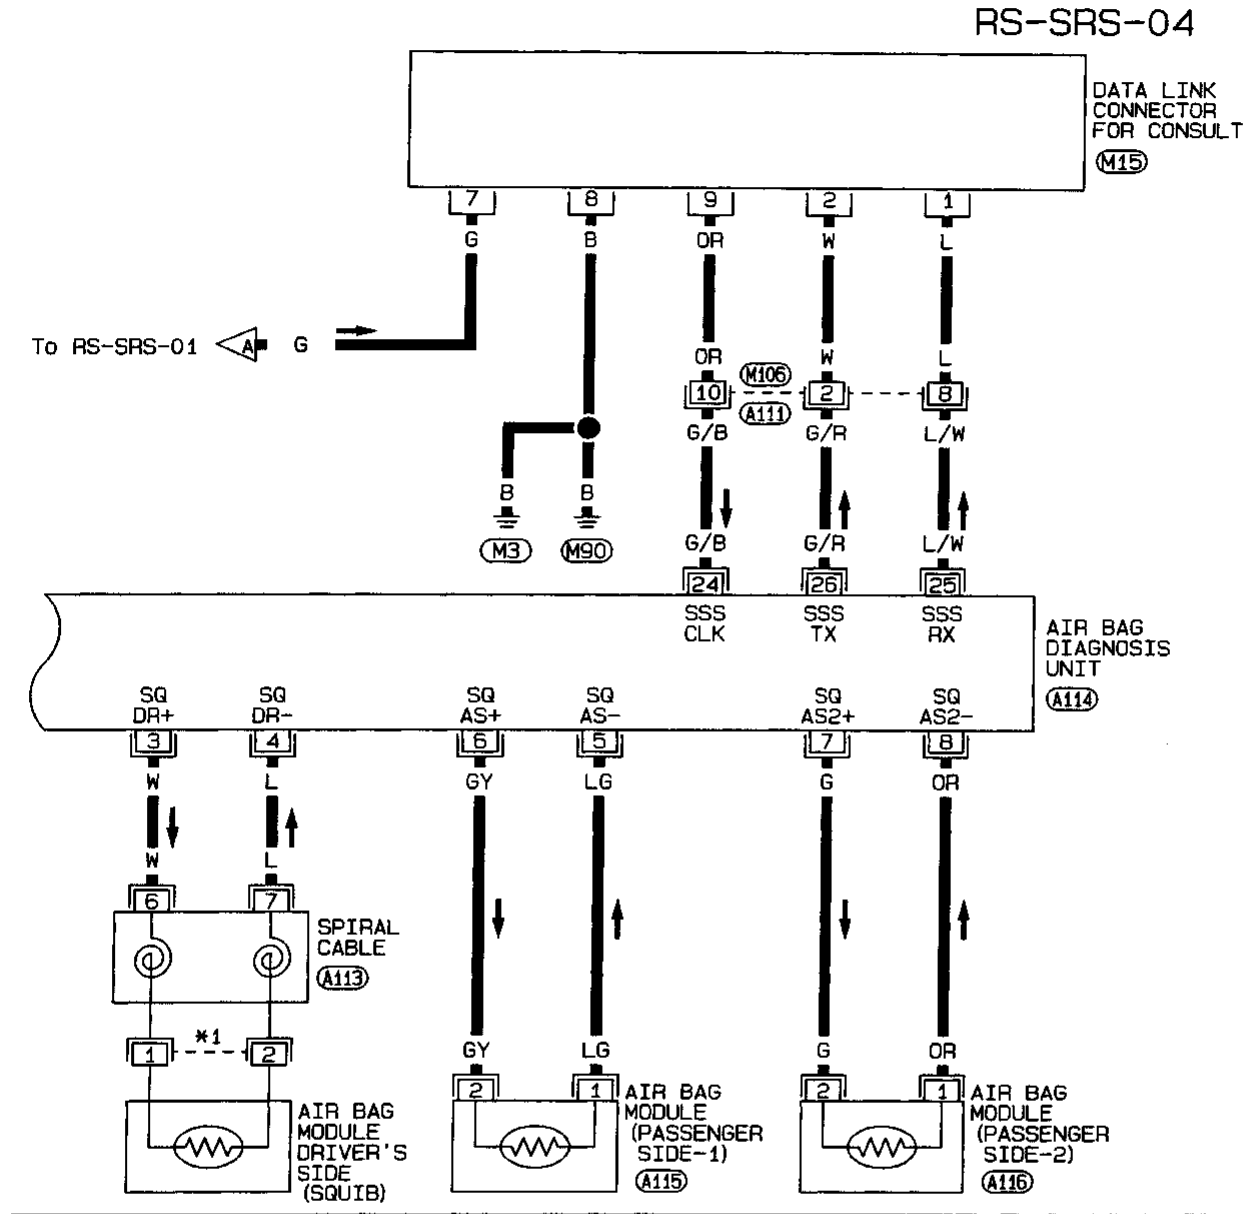 RS-SRS-04
DATA LINK
CONNECTOR
FOR CONSULT
M15
7 8 9 2 1
G B OR W L
To RS-SRS-01 A G
OR W L
M106
10 2 8
A111
G/B G/R L/W
B B
M3 M90
G/B G/R L/W
24 26 25
SSS SSS SSS
CLK TX RX
AIR BAG
DIAGNOSIS
UNIT
A114
SQ SQ SQ SQ SQ SQ
DR+ DR- AS+ AS- AS2+ AS2-
3 4 6 5 7 8
W L GY LG G OR
W L
6 7
SPIRAL
CABLE
A113
*1
1 2
GY LG G OR
2 1 2 1
AIR BAG
MODULE
DRIVER'S
SIDE
(SQUIB)
AIR BAG
MODULE
(PASSENGER
SIDE-1)
A115
AIR BAG
MODULE
(PASSENGER
SIDE-2)
A116